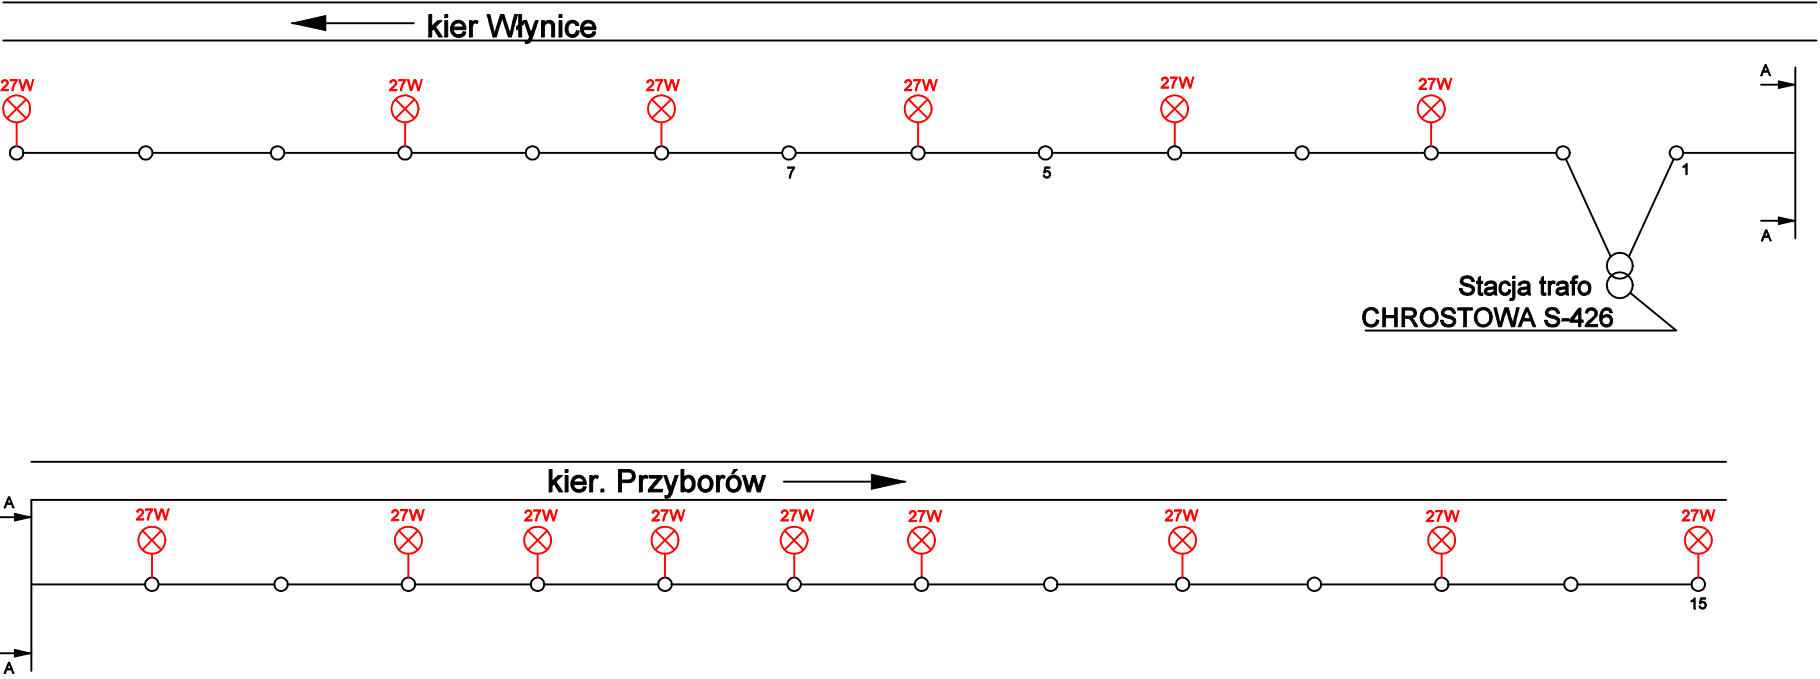 kier Włynice
27W 27W 27W 27W 27W 27W
A
7 5 1
A
Stacja trafo
CHROSTOWA S-426
kier. Przyborów
A
27W 27W 27W 27W 27W 27W 27W 27W 27W
15
A